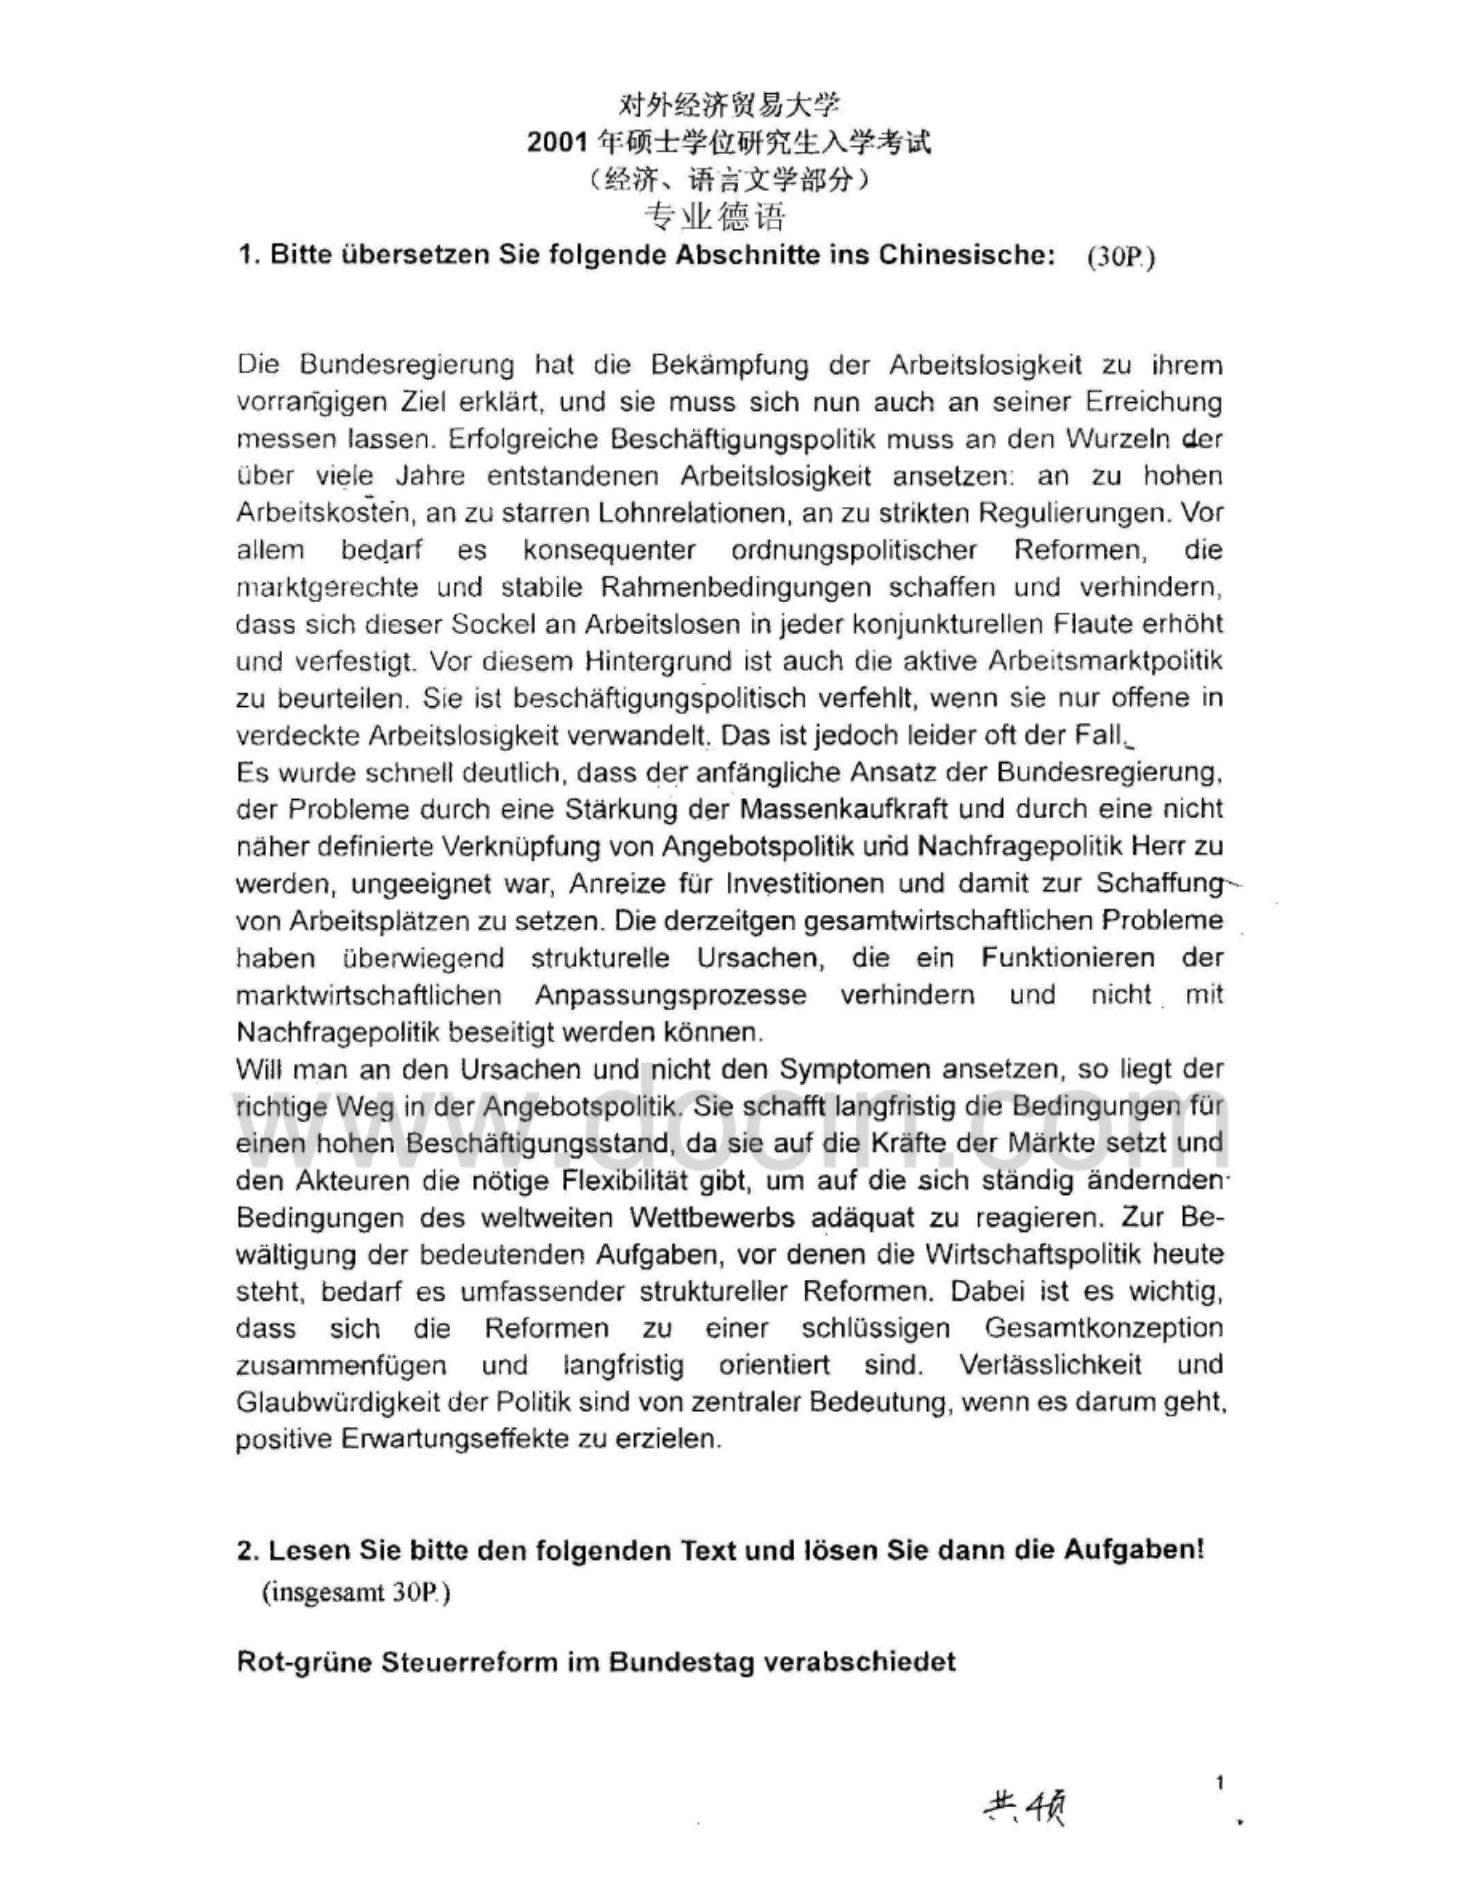 对外经济贸易大学
2001 年硕士学位研究生入学考试
（经济、语言文学部分）
专业德语
1. Bitte übersetzen Sie folgende Abschnitte ins Chinesische: (30P.)
Die Bundesregierung hat die Bekämpfung der Arbeitslosigkeit zu ihrem
vorrangigen Ziel erklärt, und sie muss sich nun auch an seiner Erreichung
messen lassen. Erfolgreiche Beschäftigungspolitik muss an den Wurzeln der
über viele Jahre entstandenen Arbeitslosigkeit ansetzen: an zu hohen
Arbeitskosten, an zu starren Lohnrelationen, an zu strikten Regulierungen. Vor
allem bedarf es konsequenter ordnungspolitischer Reformen, die
marktgerechte und stabile Rahmenbedingungen schaffen und verhindern,
dass sich dieser Sockel an Arbeitslosen in jeder konjunkturellen Flaute erhöht
und verfestigt. Vor diesem Hintergrund ist auch die aktive Arbeitsmarktpolitik
zu beurteilen. Sie ist beschäftigungspolitisch verfehlt, wenn sie nur offene in
verdeckte Arbeitslosigkeit verwandelt. Das ist jedoch leider oft der Fall.
Es wurde schnell deutlich, dass der anfängliche Ansatz der Bundesregierung,
der Probleme durch eine Stärkung der Massenkaufkraft und durch eine nicht
näher definierte Verknüpfung von Angebotspolitik und Nachfragepolitik Herr zu
werden, ungeeignet war, Anreize für Investitionen und damit zur Schaffung
von Arbeitsplätzen zu setzen. Die derzeitgen gesamtwirtschaftlichen Probleme
haben überwiegend strukturelle Ursachen, die ein Funktionieren der
marktwirtschaftlichen Anpassungsprozesse verhindern und nicht mit
Nachfragepolitik beseitigt werden können.
Will man an den Ursachen und nicht den Symptomen ansetzen, so liegt der
richtige Weg in der Angebotspolitik. Sie schafft langfristig die Bedingungen für
einen hohen Beschäftigungsstand, da sie auf die Kräfte der Märkte setzt und
den Akteuren die nötige Flexibilität gibt, um auf die sich ständig ändernden
Bedingungen des weltweiten Wettbewerbs adäquat zu reagieren. Zur Be-
wältigung der bedeutenden Aufgaben, vor denen die Wirtschaftspolitik heute
steht, bedarf es umfassender struktureller Reformen. Dabei ist es wichtig,
dass sich die Reformen zu einer schlüssigen Gesamtkonzeption
zusammenfügen und langfristig orientiert sind. Verlässlichkeit und
Glaubwürdigkeit der Politik sind von zentraler Bedeutung, wenn es darum geht,
positive Erwartungseffekte zu erzielen.
www.docin.com
2. Lesen Sie bitte den folgenden Text und lösen Sie dann die Aufgaben!
(insgesamt 30P.)
Rot-grüne Steuerreform im Bundestag verabschiedet
1
共4页